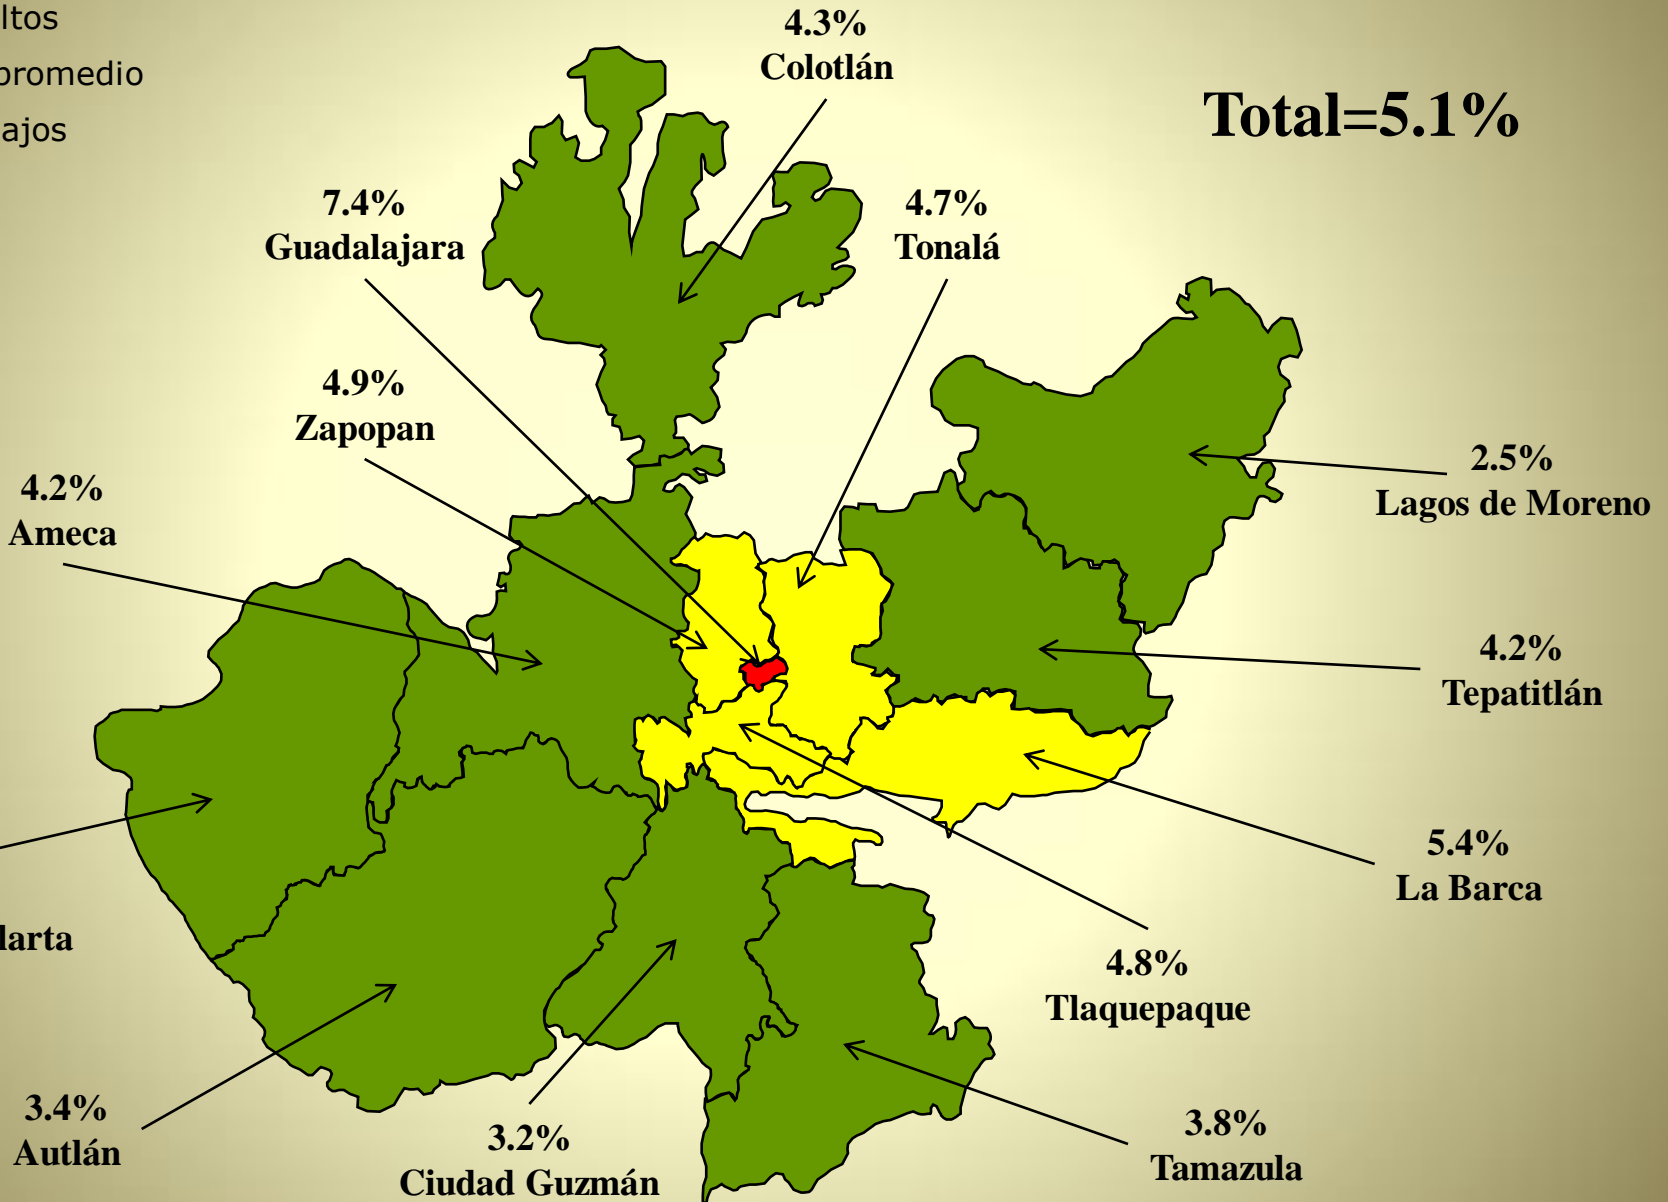 ltos
promedio
ajos
Total=5.1%
4.3%
Colotlán
7.4%
Guadalajara
4.7%
Tonalá
4.9%
Zapopan
4.2%
Ameca
2.5%
Lagos de Moreno
4.2%
Tepatitlán
5.4%
La Barca
larta
4.8%
Tlaquepaque
3.4%
Autlán
3.2%
Ciudad Guzmán
3.8%
Tamazula